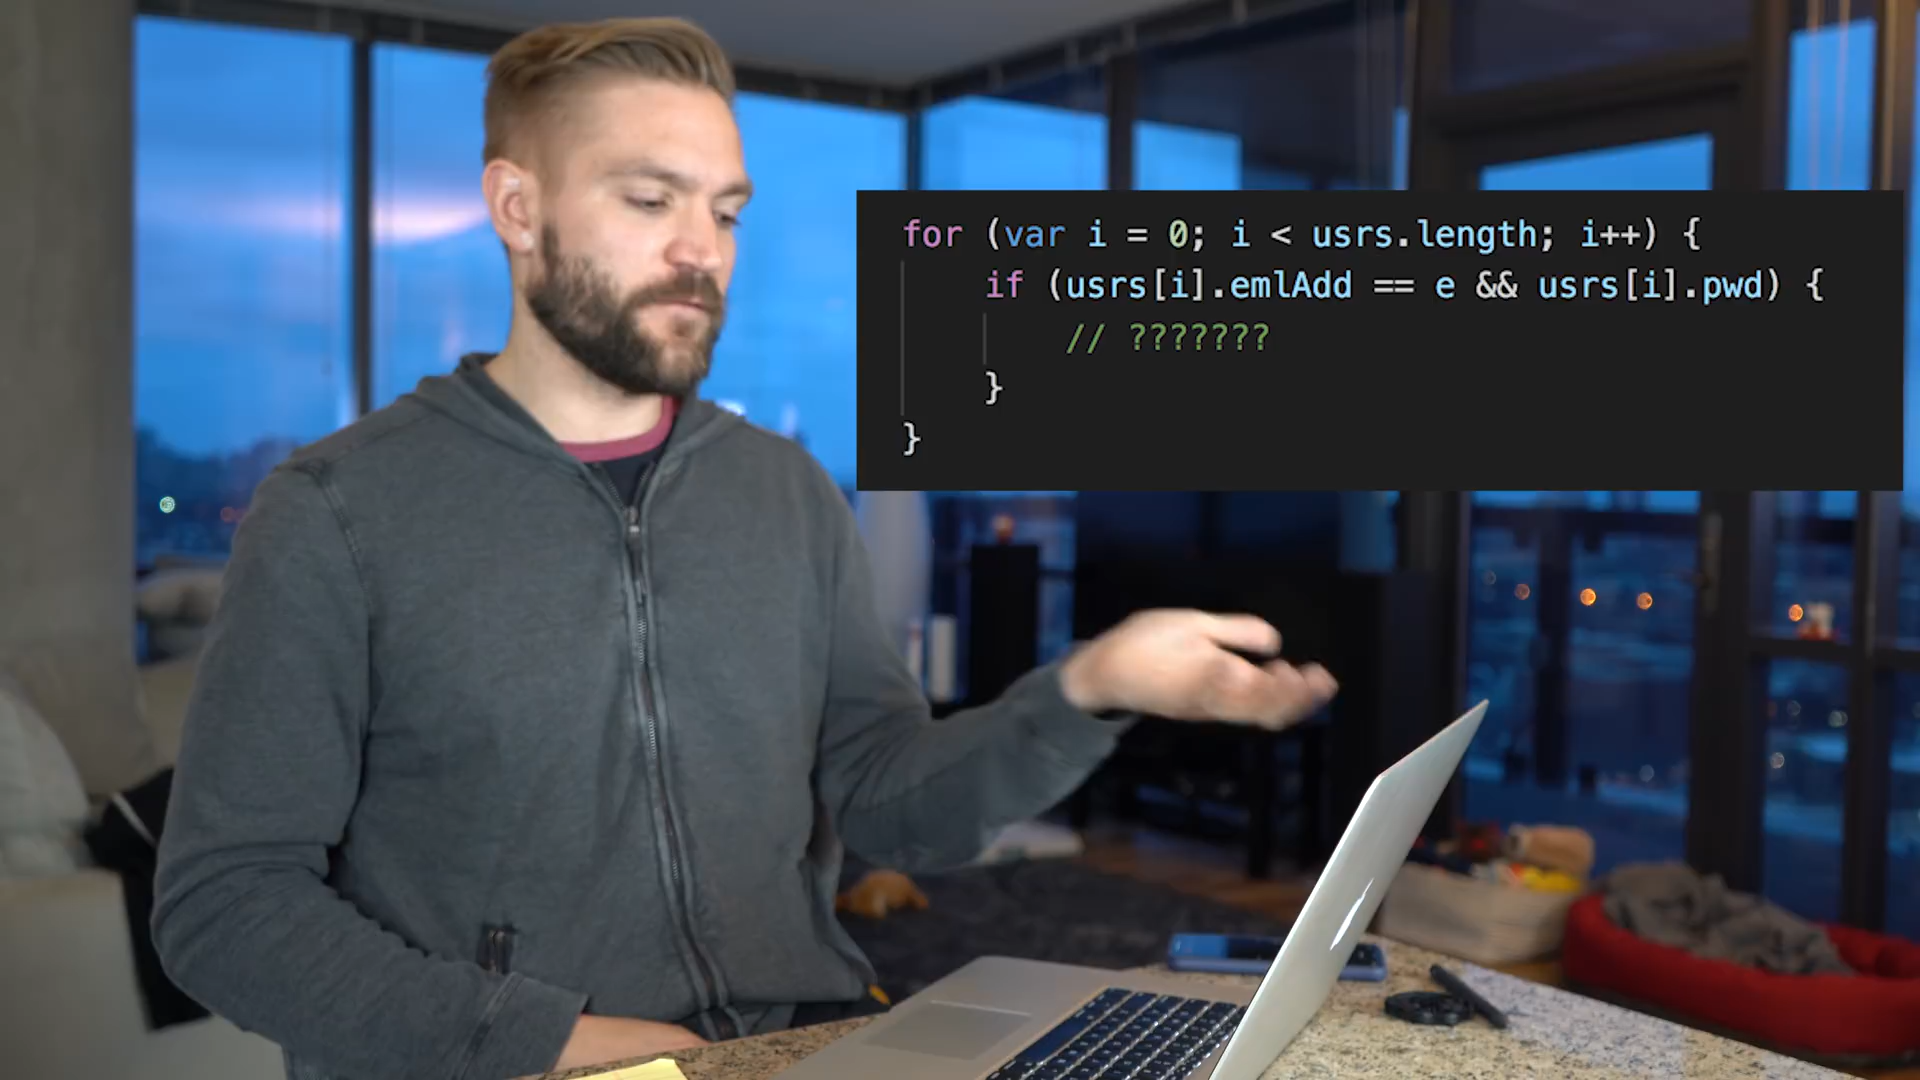 for (var i = 0; i < usrs.length; i++) {
if (usrs[i].emlAdd == e && usrs[i].pwd) {
// ???????
}
}